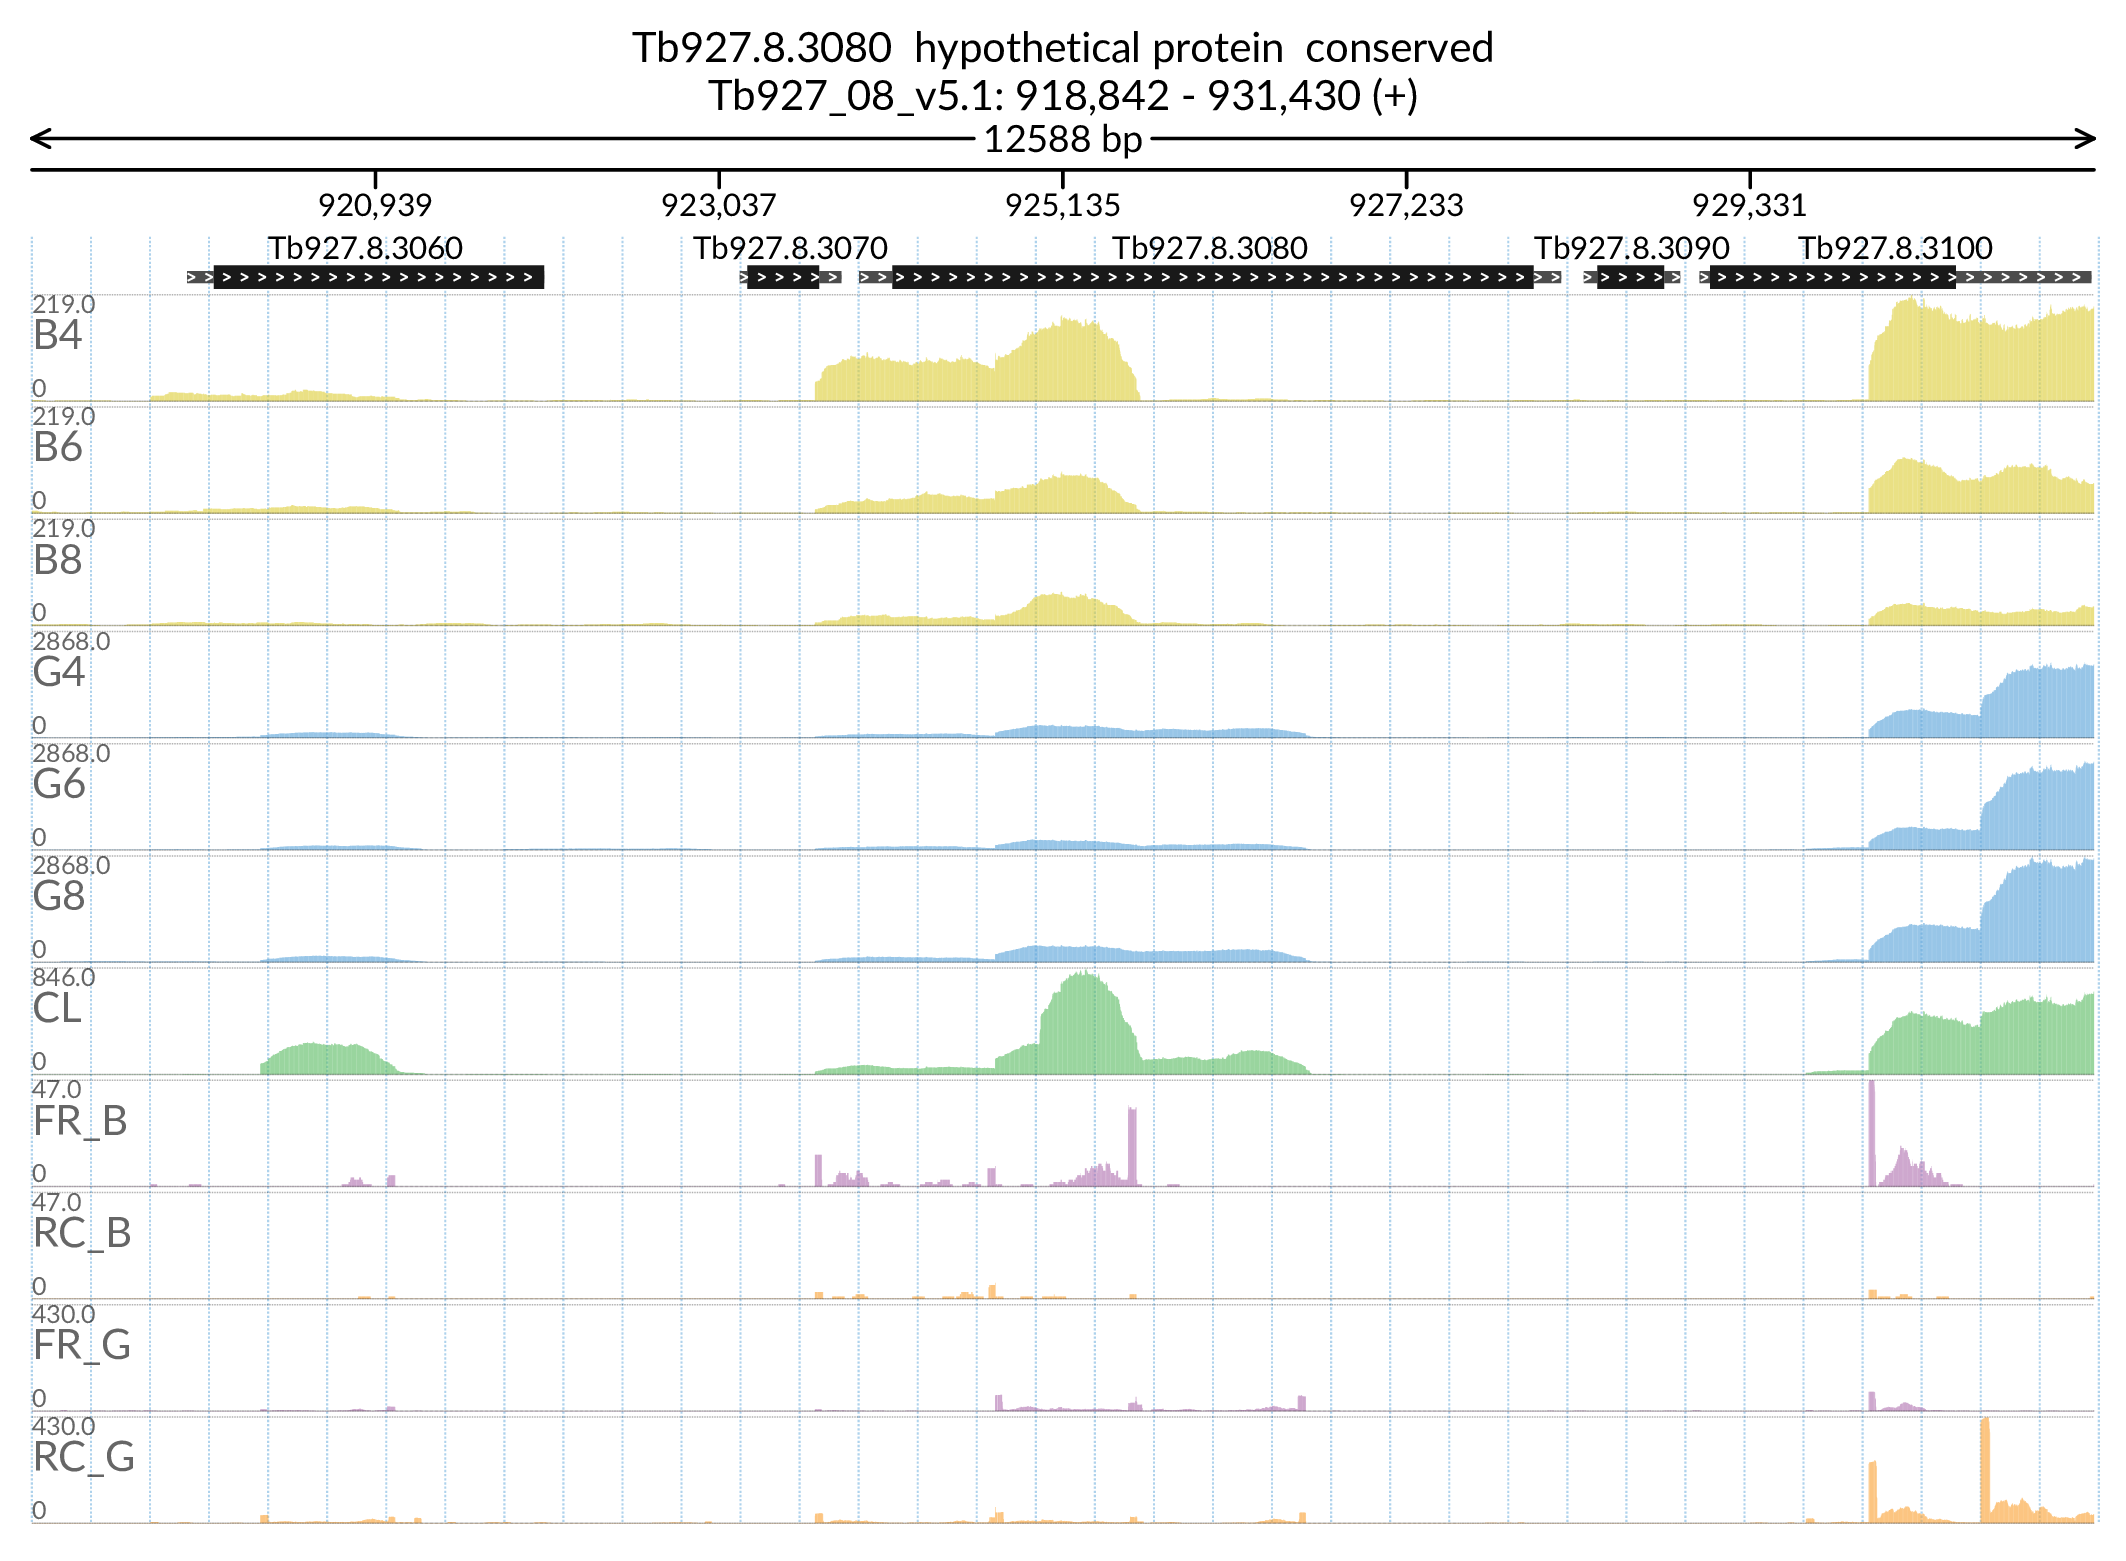 Tb927.8.3080 hypothetical protein conserved
Tb927_08_v5.1: 918,842 - 931,430 (+)
12588 bp
920,939 923,037 925,135 927,233 929,331
Tb927.8.3060 Tb927.8.3070 Tb927.8.3080 Tb927.8.3090 Tb927.8.3100
219.0
B4
0
219.0
B6
0
219.0
B8
0
2868.0
G4
0
2868.0
G6
0
2868.0
G8
0
846.0
CL
0
47.0
FR_B
0
47.0
RC_B
0
430.0
FR_G
0
430.0
RC_G
0